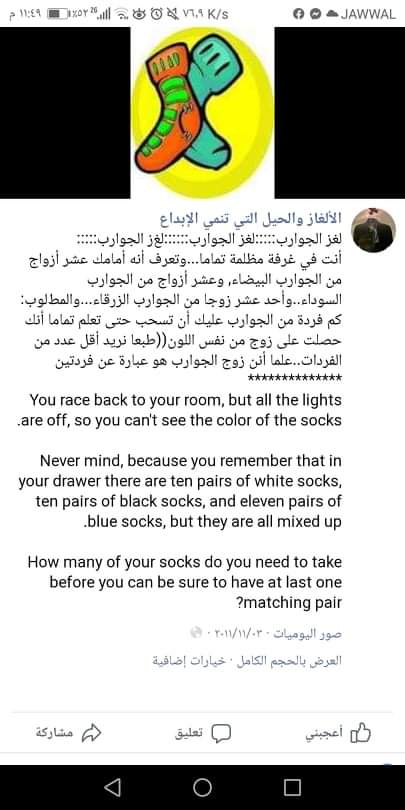 م ١١:٤٩ ٪٥٢ 26 ٧٦,٩ K/s JAWWAL
الألغاز والحيل التي تنمي الإبداع
لغز الجوارب:::::لغز الجوارب::::::لغز الجوارب:::::
أنت في غرفة مظلمة تماما...وتعرف أنه أمامك عشر أزواج
من الجوارب البيضاء, وعشر أزواج من الجوارب
السوداء..وأحد عشر زوجا من الجوارب الزرقاء...والمطلوب:
كم فردة من الجوارب عليك أن تسحب حتى تعلم تماما أنك
حصلت على زوج من نفس اللون((طبعا نريد أقل عدد من
الفردات..علما أنن زوج الجوارب هو عبارة عن فردتين
**************
You race back to your room, but all the lights
are off, so you can't see the color of the socks.
Never mind, because you remember that in
your drawer there are ten pairs of white socks,
ten pairs of black socks, and eleven pairs of
blue socks, but they are all mixed up.
How many of your socks do you need to take
before you can be sure to have at last one
matching pair?
صور اليوميات · ٢٠١١/١١/٠٣ ·
العرض بالحجم الكامل · خيارات إضافية
أعجبني تعليق مشاركة